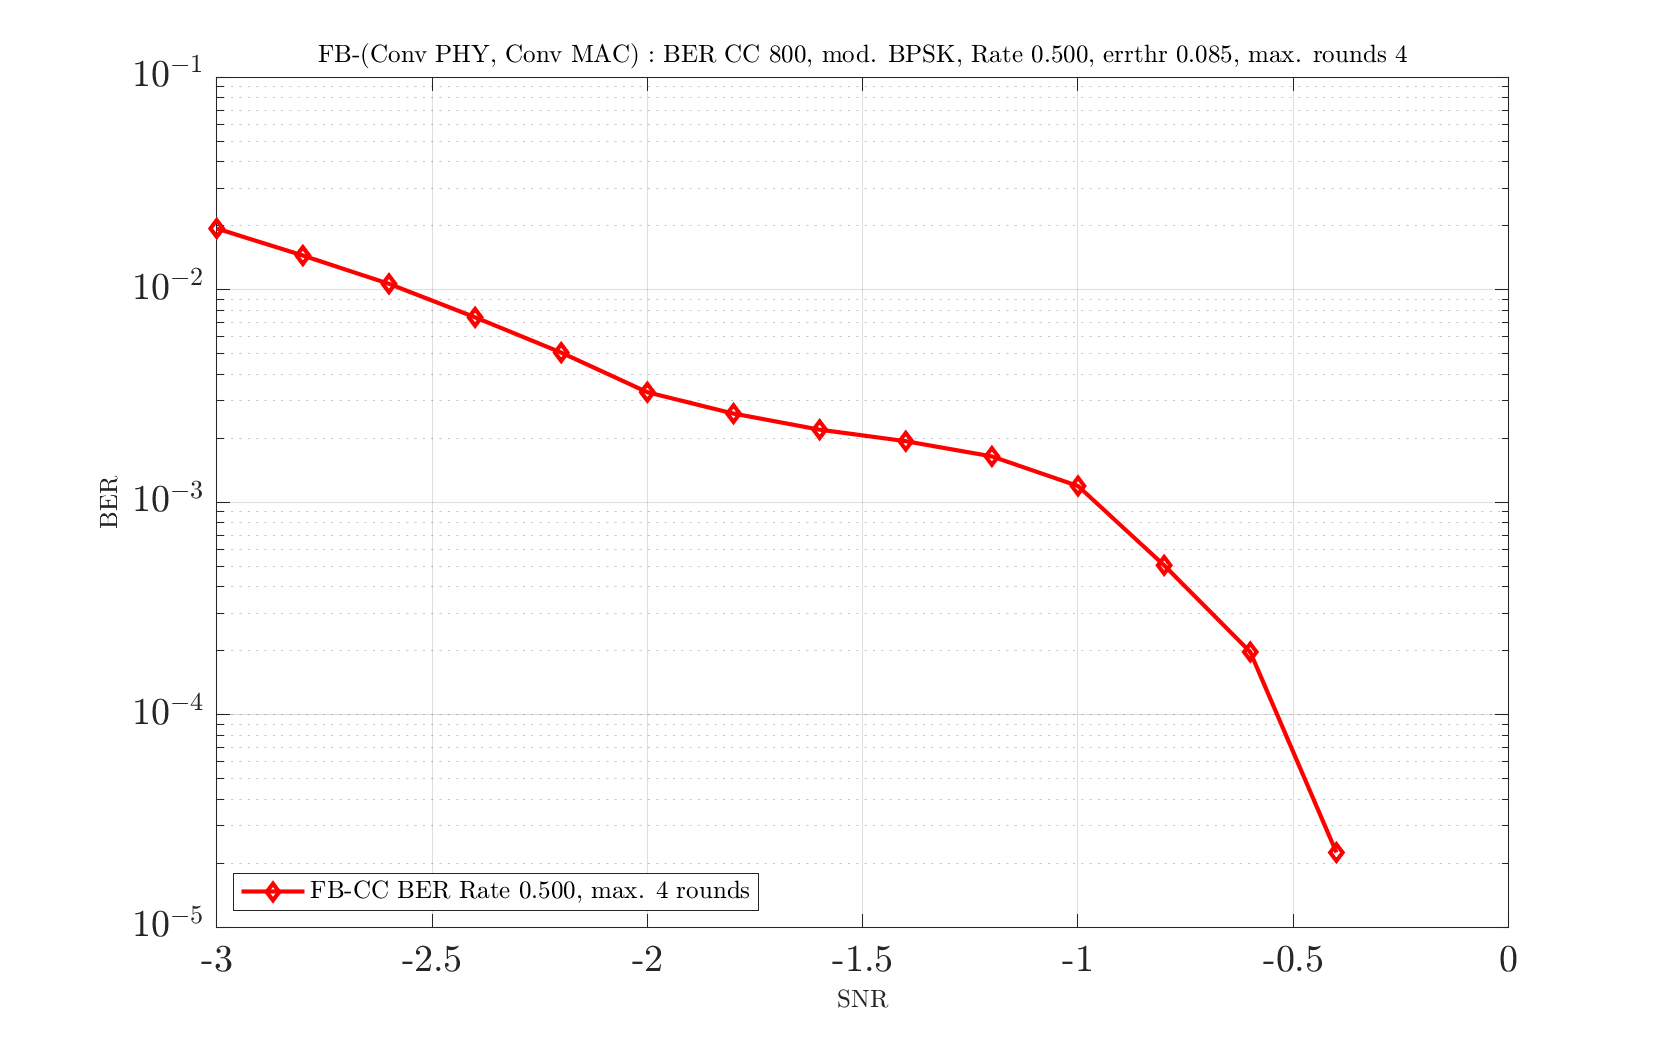 FB-(Conv PHY, Conv MAC) : BER CC 800, mod. BPSK, Rate 0.500, errthr 0.085, max. rounds 4
10^{-1}
10^{-2}
10^{-3}
10^{-4}
10^{-5}
BER
FB-CC BER Rate 0.500, max. 4 rounds
-3 -2.5 -2 -1.5 -1 -0.5 0
SNR